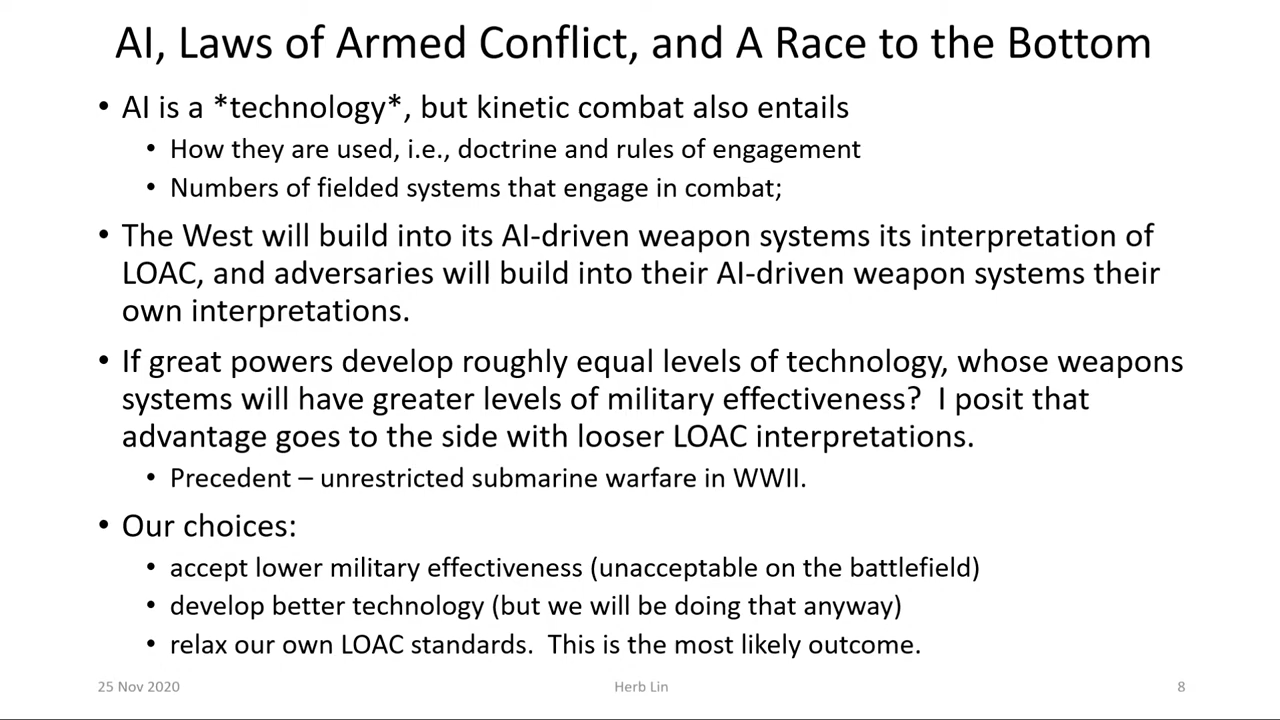 AI, Laws of Armed Conflict, and A Race to the Bottom
• AI is a *technology*, but kinetic combat also entails
• How they are used, i.e., doctrine and rules of engagement
• Numbers of fielded systems that engage in combat;
• The West will build into its AI-driven weapon systems its interpretation of
LOAC, and adversaries will build into their AI-driven weapon systems their
own interpretations.
• If great powers develop roughly equal levels of technology, whose weapons
systems will have greater levels of military effectiveness?  I posit that
advantage goes to the side with looser LOAC interpretations.
• Precedent – unrestricted submarine warfare in WWII.
• Our choices:
• accept lower military effectiveness (unacceptable on the battlefield)
• develop better technology (but we will be doing that anyway)
• relax our own LOAC standards.  This is the most likely outcome.
25 Nov 2020
Herb Lin
8